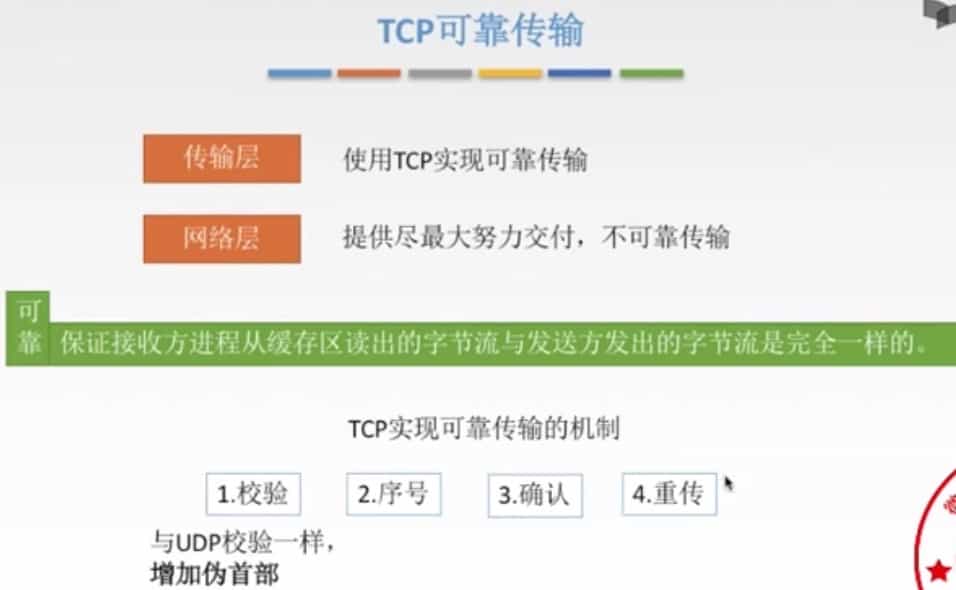 TCP可靠传输
传输层 使用TCP实现可靠传输
网络层 提供尽最大努力交付，不可靠传输
可靠 保证接收方进程从缓存区读出的字节流与发送方发出的字节流是完全一样的。
TCP实现可靠传输的机制
1.校验 2.序号 3.确认 4.重传
与UDP校验一样，
增加伪首部